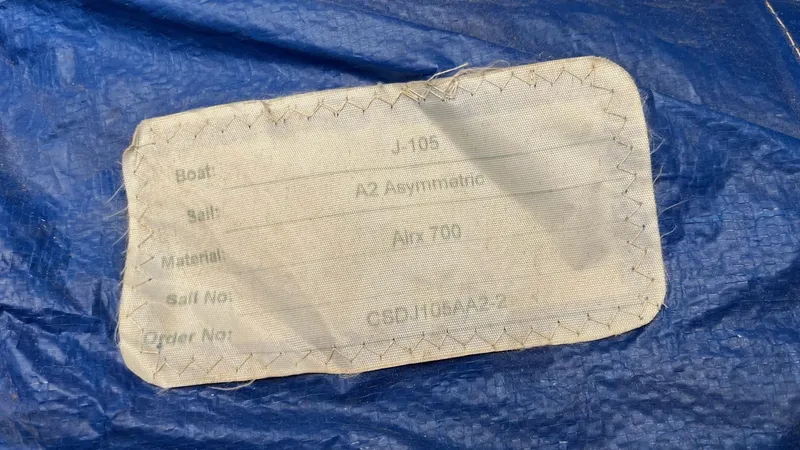 Boat: J-105
Sail: A2 Asymmetric
Material: Airx 700
Sail No:
Order No: CSDJ105AA2-2